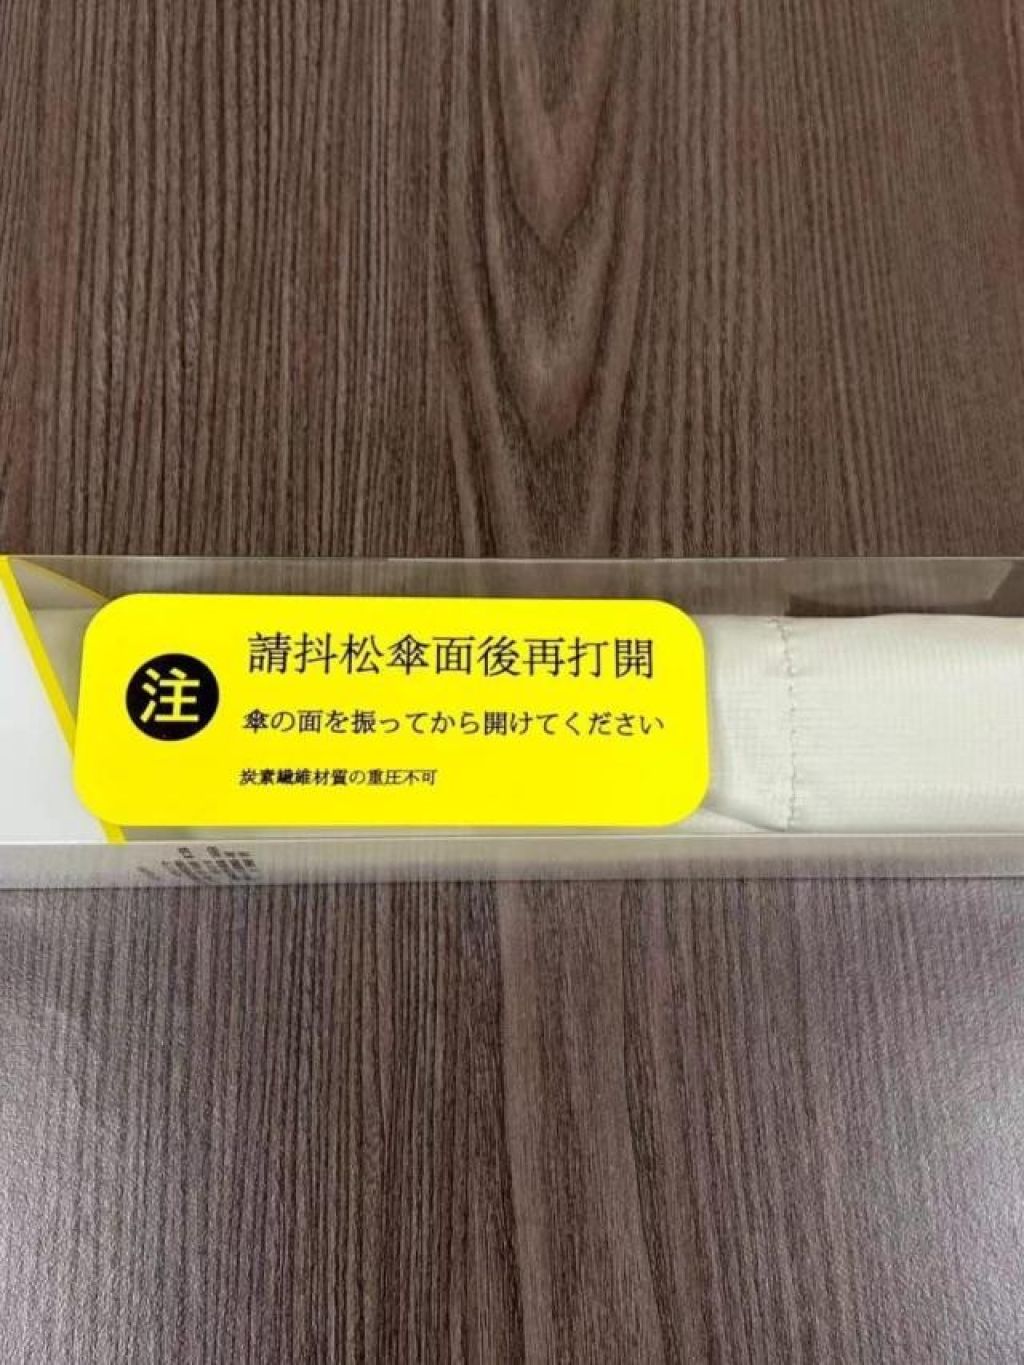 注
請抖松傘面後再打開
傘の面を振ってから開けてください
炭素繊維材質の重圧不可